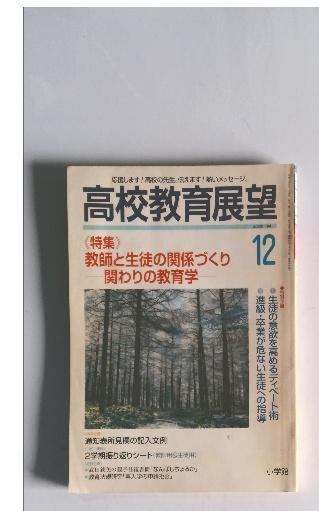 応援します!高校の先生。伝えます!熱いメッセージ。
高校教育展望
12
《特集》
教師と生徒の関係づくり
関わりの教育学
生徒の意欲を高めるディベート術
進級・卒業が危ない生徒への指導
通知表所見欄の記入文例
2学期振り返りシート
小学館